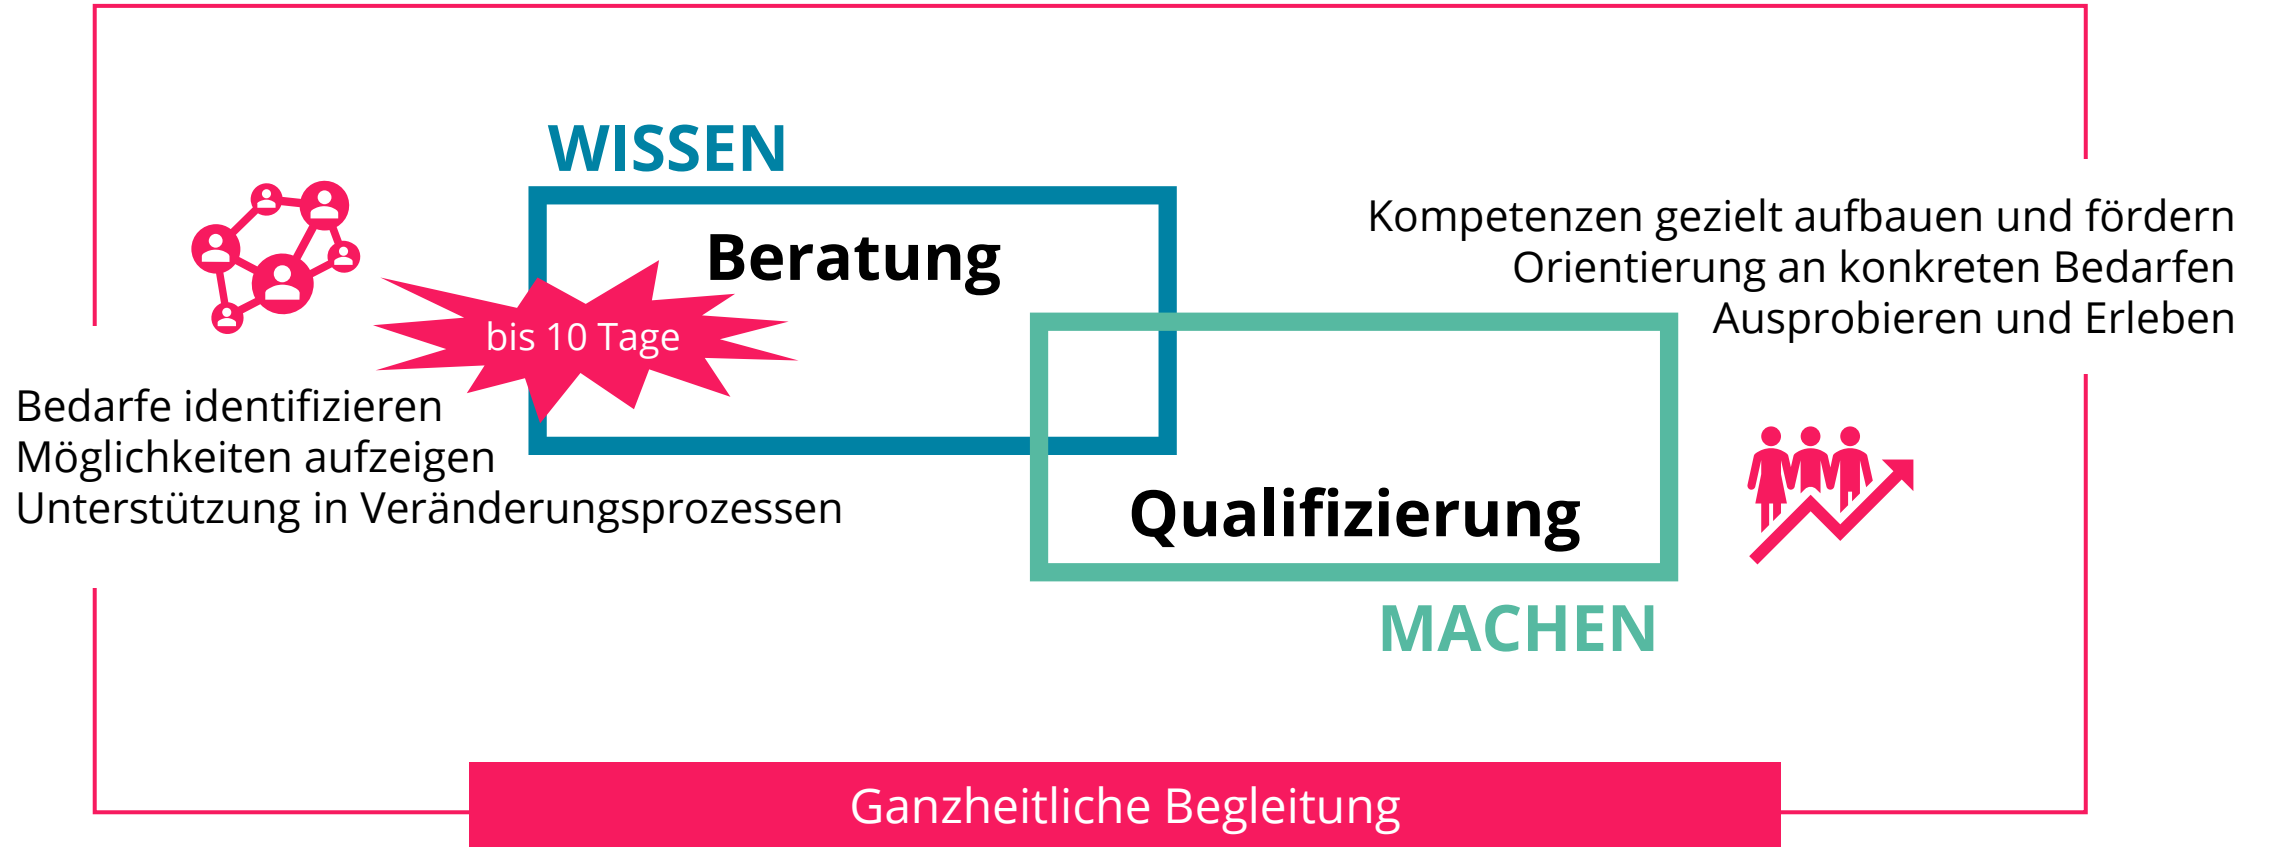 WISSEN
Beratung
bis 10 Tage
Bedarfe identifizieren
Möglichkeiten aufzeigen
Unterstützung in Veränderungsprozessen
Kompetenzen gezielt aufbauen und fördern
Orientierung an konkreten Bedarfen
Ausprobieren und Erleben
Qualifizierung
MACHEN
Ganzheitliche Begleitung